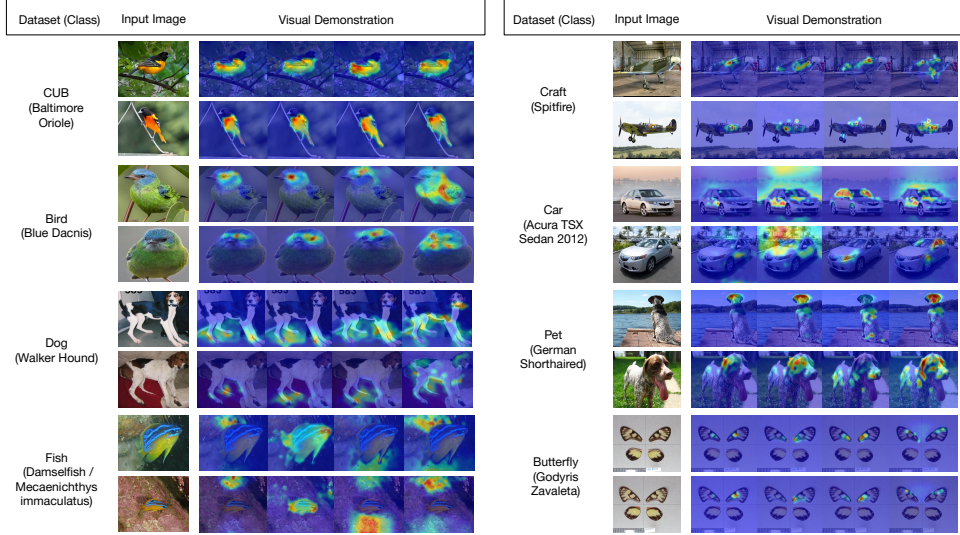 Dataset (Class) Input Image Visual Demonstration
CUB
(Baltimore
Oriole)
Bird
(Blue Dacnis)
Dog
(Walker Hound)
Fish
(Damselfish /
Mecaenichthys
immaculatus)
Dataset (Class) Input Image Visual Demonstration
Craft
(Spitfire)
Car
(Acura TSX
Sedan 2012)
Pet
(German
Shorthaired)
Butterfly
(Godyris
Zavaleta)